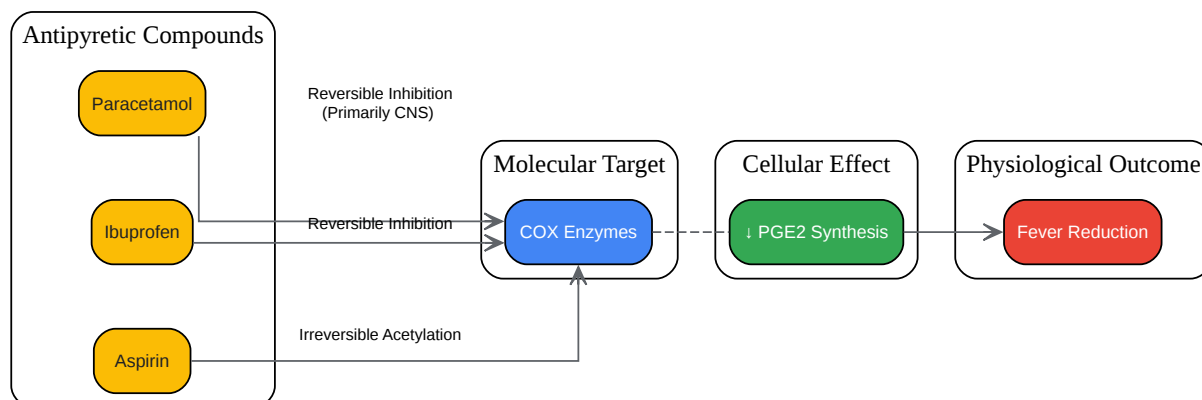 Antipyretic Compounds
Paracetamol
Reversible Inhibition
(Primarily CNS)
Molecular Target
Cellular Effect
Physiological Outcome
Ibuprofen
Reversible Inhibition
COX Enzymes
↓ PGE2 Synthesis
Fever Reduction
Aspirin
Irreversible Acetylation